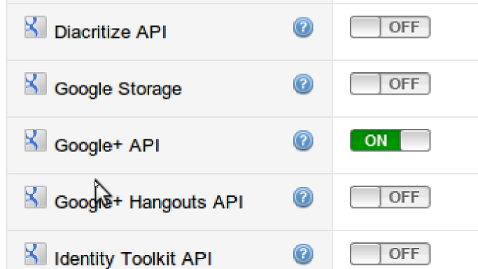 Diacritize API ? OFF
Google Storage ? OFF
Google+ API ? ON
Google+ Hangouts API ? OFF
Identity Toolkit API ? OFF